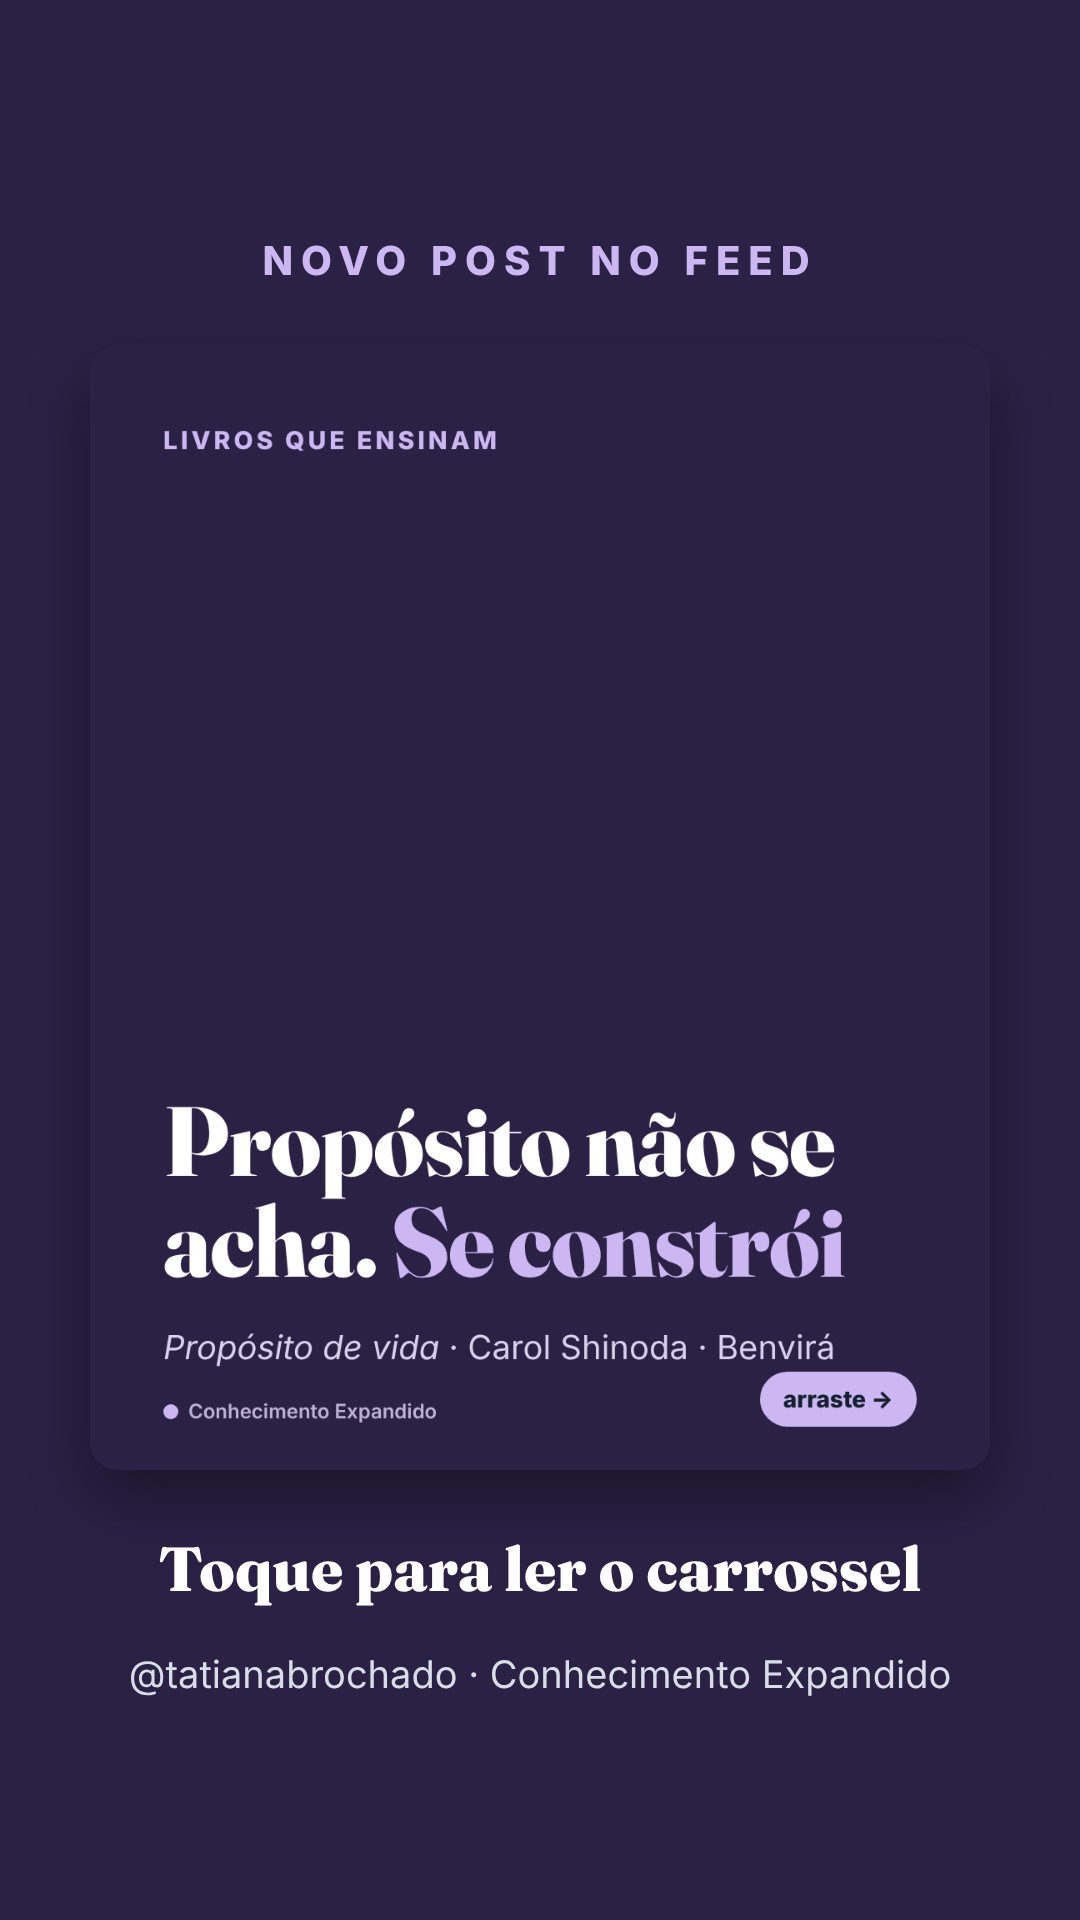 NOVO POST NO FEED
LIVROS QUE ENSINAM
Propósito não se
acha. Se constrói
Propósito de vida · Carol Shinoda · Benvirá
arraste →
Conhecimento Expandido
Toque para ler o carrossel
@tatianabrochado · Conhecimento Expandido